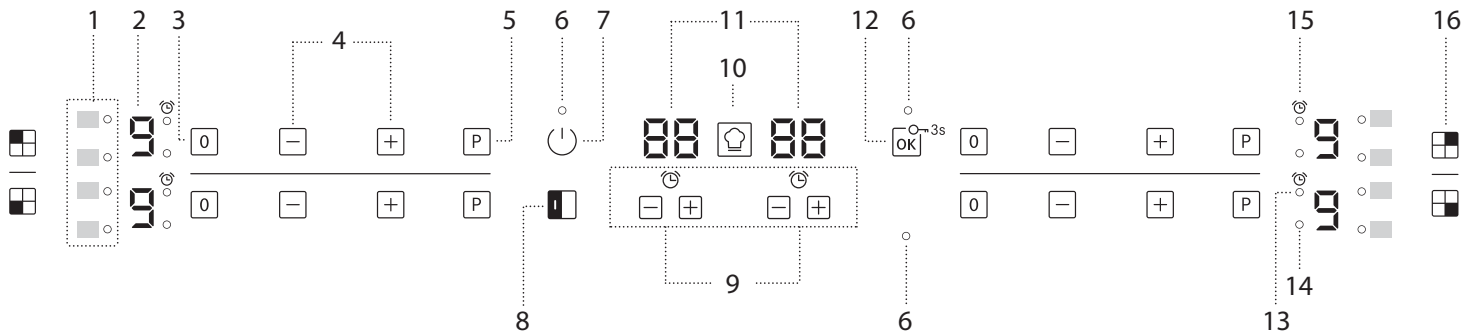 1 2 3 4 5 6 7 11 12 6 15 16
10
9 0 − + P 88 88 OK 3s 0 − + P 9
9 0 − + P I − + − + 0 − + P 9
8 9 6 13 14